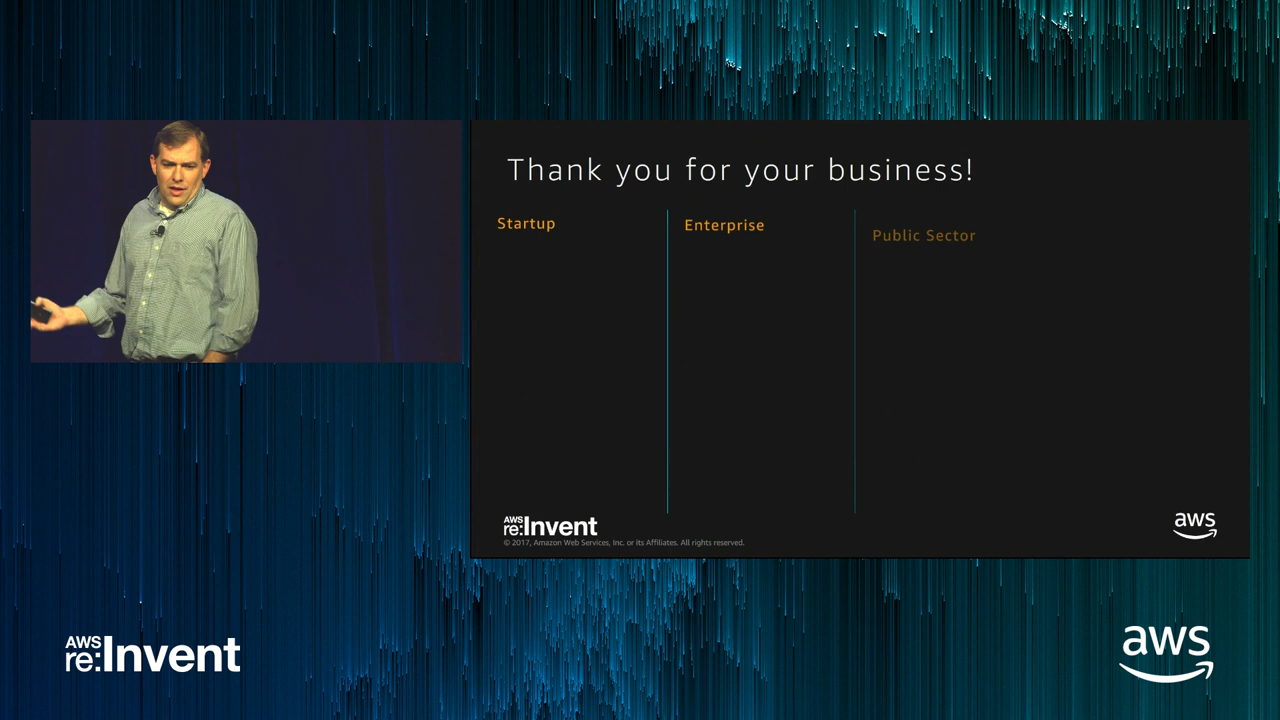 Thank you for your business!
Startup
Enterprise
Public Sector
AWS
re:Invent
© 2017, Amazon Web Services, Inc. or its Affiliates. All rights reserved.
aws
AWS
re:Invent
aws